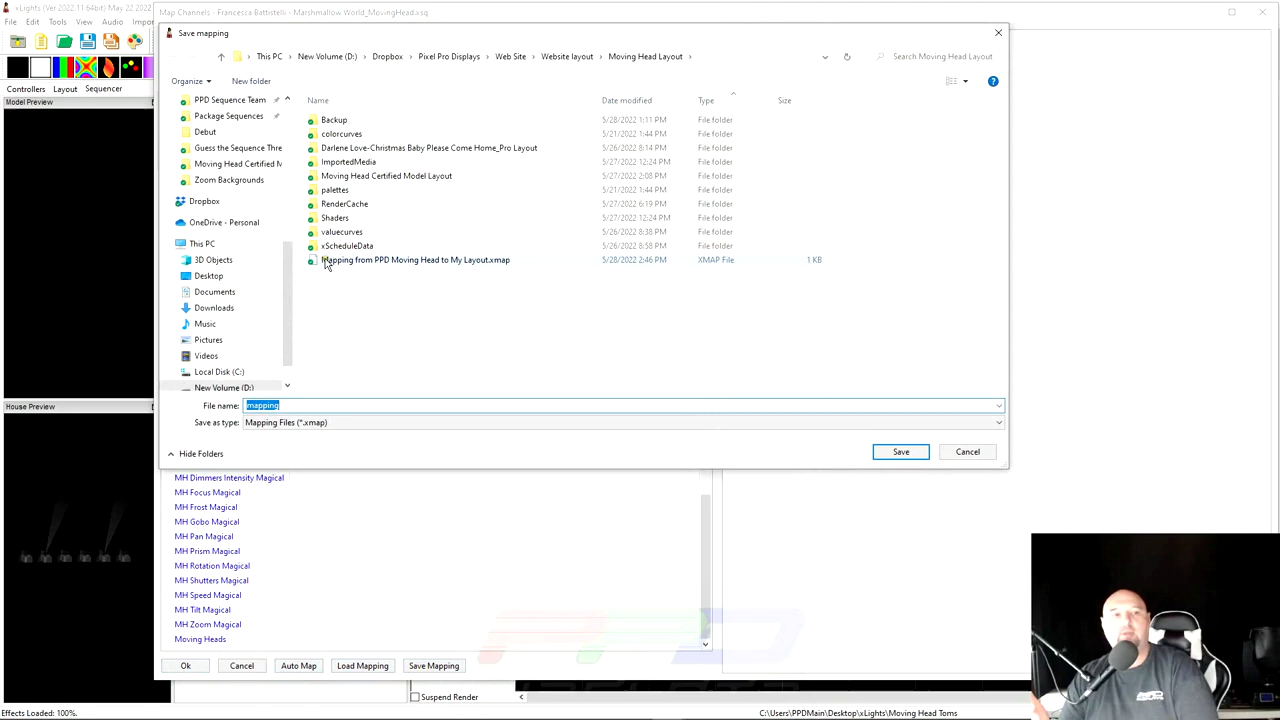 xLights (Ver 2022.11 64bit) May 22 2022
Map Channels - Francesca Battistelli - Marshmallow World_MovingHead.xsq
File Edit Tools View Audio Import
Save mapping
This PC > New Volume (D:) > Dropbox > Pixel Pro Displays > Web Site > Website layout > Moving Head Layout >
Search Moving Head Layout
Organize
New folder
Controllers Layout Sequencer
Model Preview
House Preview
PPD Sequence Team
Package Sequences
Debut
Guess the Sequence Thre
Moving Head Certified M
Zoom Backgrounds
Dropbox
OneDrive - Personal
This PC
3D Objects
Desktop
Documents
Downloads
Music
Pictures
Videos
Local Disk (C:)
New Volume (D:)
Name Date modified Type Size
Backup 5/28/2022 1:11 PM File folder
colorcurves 5/21/2022 1:44 PM File folder
Darlene Love-Christmas Baby Please Come Home_Pro Layout 5/26/2022 8:14 PM File folder
ImportedMedia 5/27/2022 12:24 PM File folder
Moving Head Certified Model Layout 5/27/2022 2:08 PM File folder
palettes 5/21/2022 1:44 PM File folder
RenderCache 5/27/2022 6:19 PM File folder
Shaders 5/27/2022 12:24 PM File folder
valuecurves 5/26/2022 8:38 PM File folder
xScheduleData 5/26/2022 8:58 PM File folder
Mapping from PPD Moving Head to My Layout.xmap 5/28/2022 2:46 PM XMAP File 1 KB
File name: mapping
Save as type: Mapping Files (*.xmap)
Hide Folders
Save
Cancel
MH Dimmers Intensity Magical
MH Focus Magical
MH Frost Magical
MH Gobo Magical
MH Pan Magical
MH Prism Magical
MH Rotation Magical
MH Shutters Magical
MH Speed Magical
MH Tilt Magical
MH Zoom Magical
Moving Heads
PPD
Ok Cancel Auto Map Load Mapping Save Mapping
Suspend Render
Effects Loaded: 100%.
C:\Users\PPDMain\Desktop\xLights\Moving Head Toms